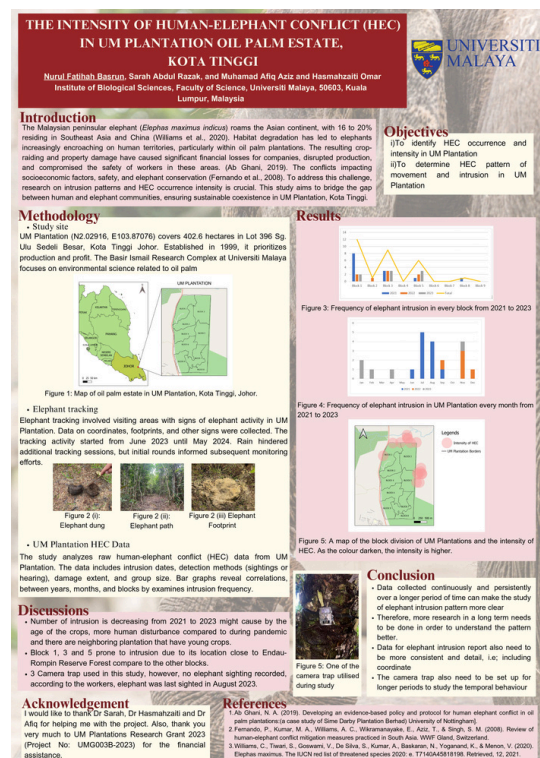 THE INTENSITY OF HUMAN-ELEPHANT CONFLICT (HEC)
IN UM PLANTATION OIL PALM ESTATE,
KOTA TINGGI
Nurul Fatihah Basrun, Sarah Abdul Razak, and Muhamad Afiq Aziz and Hasmahzaiti Omar
Institute of Biological Sciences, Faculty of Science, Universiti Malaya, 50603, Kuala
Lumpur, Malaysia
UNIVERSITI
MALAYA
Introduction
The Malaysian peninsular elephant (Elephas maximus indicus) roams the Asian continent, with 16 to 20%
residing in Southeast Asia and China (Williams et al., 2020). Habitat degradation has led to elephants
increasingly encroaching on human territories, particularly within oil palm plantations. The resulting crop-
raiding and property damage have caused significant financial losses for companies, disrupted production,
and compromised the safety of workers in these areas. (Ab Ghani, 2019). The conflicts impacting
socioeconomic factors, safety, and elephant conservation (Fernando et al., 2008). To address this challenge,
research on intrusion patterns and HEC occurrence intensity is crucial. This study aims to bridge the gap
between human and elephant communities, ensuring sustainable coexistence in UM Plantation, Kota Tinggi.
Objectives
i)To identify HEC occurrence and
intensity in UM Plantation
ii)To determine HEC pattern of
movement and intrusion in UM
Plantation
Methodology
• Study site
UM Plantation (N2.02916, E103.87076) covers 402.6 hectares in Lot 396 Sg.
Ulu Sedeli Besar, Kota Tinggi Johor. Established in 1999, it prioritizes
production and profit. The Basir Ismail Research Complex at Universiti Malaya
focuses on environmental science related to oil palm
UM PLANTATION
Figure 1: Map of oil palm estate in UM Plantation, Kota Tinggi, Johor.
• Elephant tracking
Elephant tracking involved visiting areas with signs of elephant activity in UM
Plantation. Data on coordinates, footprints, and other signs were collected. The
tracking activity started from June 2023 until May 2024. Rain hindered
additional tracking sessions, but initial rounds informed subsequent monitoring
efforts.
Figure 2 (i):
Elephant dung
Figure 2 (ii):
Elephant path
Figure 2 (iii) Elephant
Footprint
• UM Plantation HEC Data
The study analyzes raw human-elephant conflict (HEC) data from UM
Plantation. The data includes intrusion dates, detection methods (sightings or
hearing), damage extent, and group size. Bar graphs reveal correlations,
between years, months, and blocks by examines intrusion frequency.
Results
Figure 3: Frequency of elephant intrusion in every block from 2021 to 2023
Figure 4: Frequency of elephant intrusion in UM Plantation every month from
2021 to 2023
Legends
Intensity of HEC
UM Plantation Borders
Figure 5: A map of the block division of UM Plantations and the intensity of
HEC. As the colour darken, the intensity is higher.
Discussions
• Number of intrusion is decreasing from 2021 to 2023 might cause by the
age of the crops, more human disturbance compared to during pandemic
and there are neighboring plantation that have young crops.
• Block 1, 3 and 5 prone to intrusion due to its location close to Endau-
Rompin Reserve Forest compare to the other blocks.
• 3 Camera trap used in this study, however, no elephant sighting recorded,
according to the workers, elephant was last sighted in August 2023.
Figure 5: One of the
camera trap utilised
during study
Conclusion
• Data collected continuously and persistently
over a longer period of time can make the study
of elephant intrusion pattern more clear
• Therefore, more research in a long term needs
to be done in order to understand the pattern
better.
• Data for elephant intrusion report also need to
be more consistent and detail, i.e; including
coordinate
• The camera trap also need to be set up for
longer periods to study the temporal behaviour
Acknowledgement
I would like to thank Dr Sarah, Dr Hasmahzaiti and Dr
Afiq for helping me with the project. Also, thank you
very much to UM Plantations Research Grant 2023
(Project No: UMG003B-2023) for the financial
assistance.
References
1. Ab Ghani, N. A. (2019). Developing an evidence-based policy and protocol for human elephant conflict in oil
palm plantations:(a case study of Sime Darby Plantation Berhad) University of Nottingham].
2. Fernando, P., Kumar, M. A., Williams, A. C., Wikramanayake, E., Aziz, T., & Singh, S. M. (2008). Review of
human-elephant conflict mitigation measures practiced in South Asia. WWF Gland, Switzerland.
3. Williams, C., Tiwari, S., Goswami, V., De Silva, S., Kumar, A., Baskaran, N., Yoganand, K., & Menon, V. (2020).
Elephas maximus. The IUCN red list of threatened species 2020: e. T7140A45818198. Retrieved, 12, 2021.